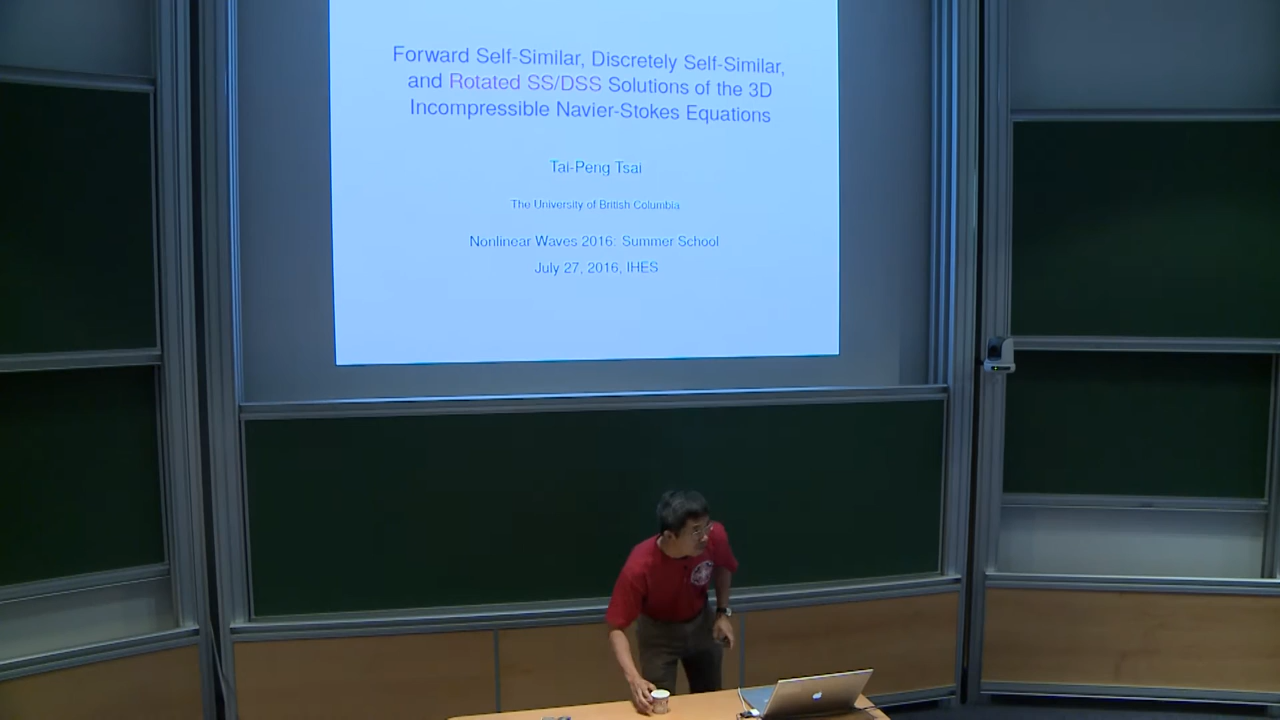 Forward Self-Similar, Discretely Self-Similar,
and Rotated SS/DSS Solutions of the 3D
Incompressible Navier-Stokes Equations
Tai-Peng Tsai
The University of British Columbia
Nonlinear Waves 2016: Summer School
July 27, 2016, IHES